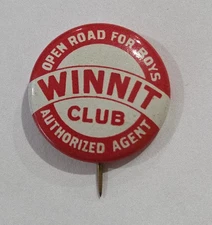 OPEN ROAD FOR BOYS
WINNIT
CLUB
AUTHORIZED AGENT